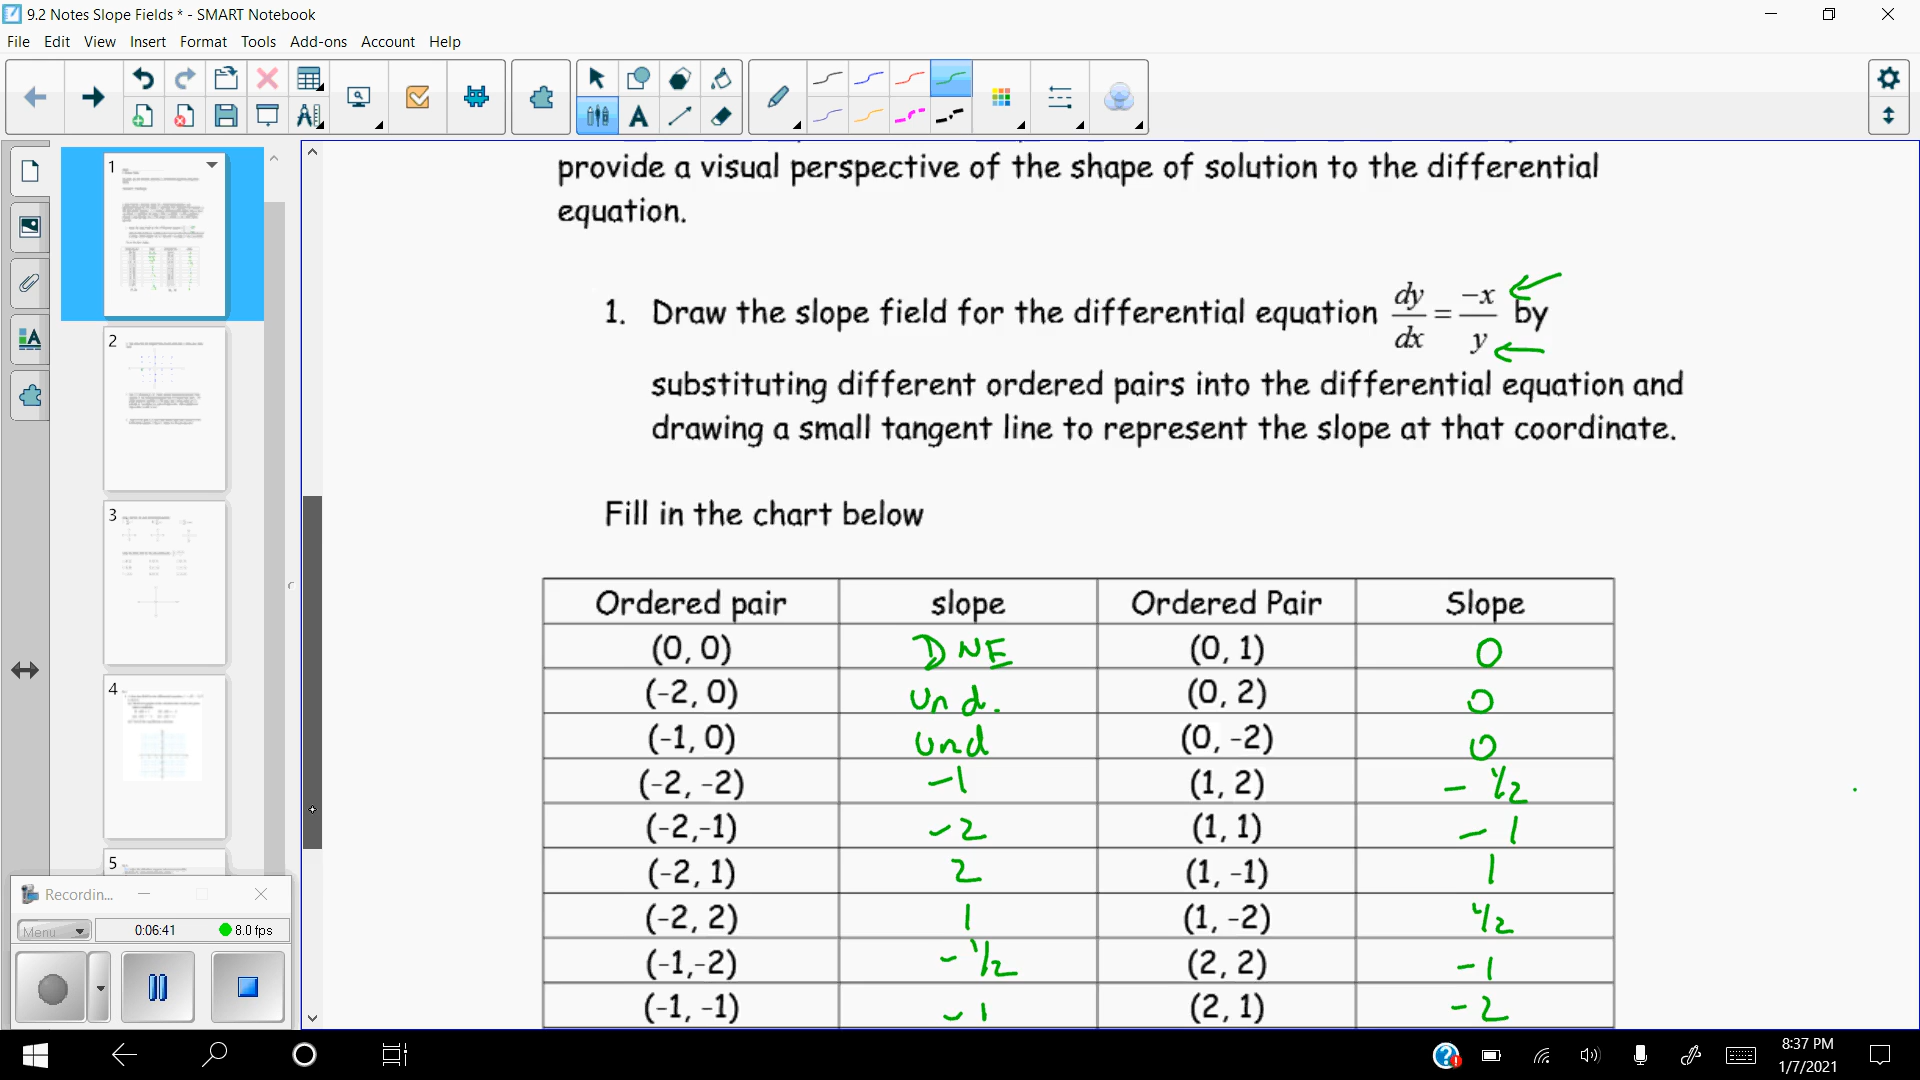 9.2 Notes Slope Fields * - SMART Notebook
File Edit View Insert Format Tools Add-ons Account Help
provide a visual perspective of the shape of solution to the differential
equation.
1. Draw the slope field for the differential equation dy/dx = -x/y by
substituting different ordered pairs into the differential equation and
drawing a small tangent line to represent the slope at that coordinate.
Fill in the chart below
Ordered pair slope Ordered Pair Slope
(0, 0) DNE (0, 1) 0
(-2, 0) Und. (0, 2) 0
(-1, 0) Und (0, -2) 0
(-2, -2) -1 (1, 2) - 1/2
(-2,-1) -2 (1, 1) -1
(-2, 1) 2 (1, -1) 1
(-2, 2) 1 (1, -2) 1/2
(-1,-2) - 1/2 (2, 2) -1
(-1, -1) -1 (2, 1) -2
1
2
3
4
5
Recordin...
Menu 0:06:41 8.0 fps
8:37 PM
1/7/2021